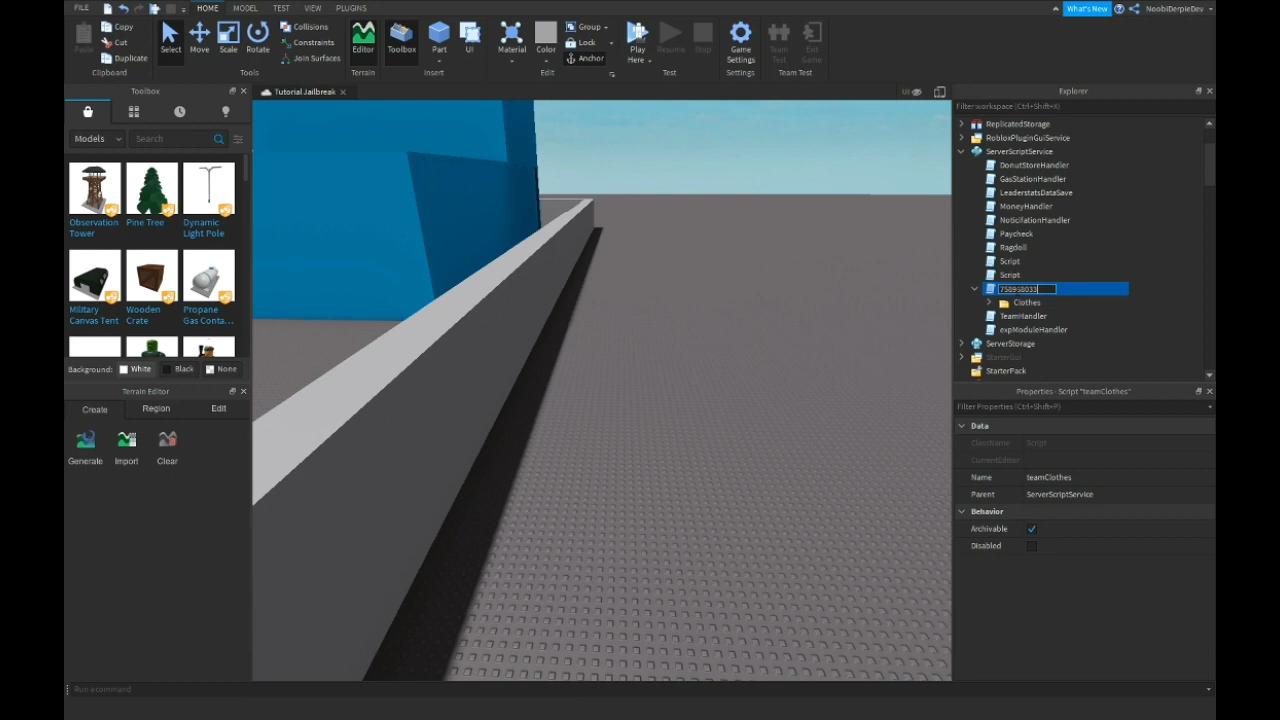 FILE HOME MODEL TEST VIEW PLUGINS What's New NoobiDerpieDev
Paste Copy Cut Duplicate Clipboard
Select Move Scale Rotate Collisions Constraints Join Surfaces Tools
Editor Terrain
Toolbox Part UI Insert
Material Color Group Lock Anchor Edit
Play Here Resume Stop Test
Game Settings Settings
Team Test Exit Game Team Test
Toolbox
Models Search
Observation Tower
Pine Tree
Dynamic Light Pole
Military Canvas Tent
Wooden Crate
Propane Gas Conta...
Background: White Black None
Terrain Editor
Create Region Edit
Generate Import Clear
Tutorial Jailbreak
UI
Explorer
Filter workspace (Ctrl+Shift+X)
ReplicatedStorage
RobloxPluginGuiService
ServerScriptService
DonutStoreHandler
GasStationHandler
LeaderstatsDataSave
MoneyHandler
NoticifationHandler
Paycheck
Ragdoll
Script
Script
758968033
Clothes
TeamHandler
expModuleHandler
ServerStorage
StarterGui
StarterPack
Properties - Script "teamClothes"
Filter Properties (Ctrl+Shift+P)
Data
ClassName Script
CurrentEditor
Name teamClothes
Parent ServerScriptService
Behavior
Archivable
Disabled
Run a command